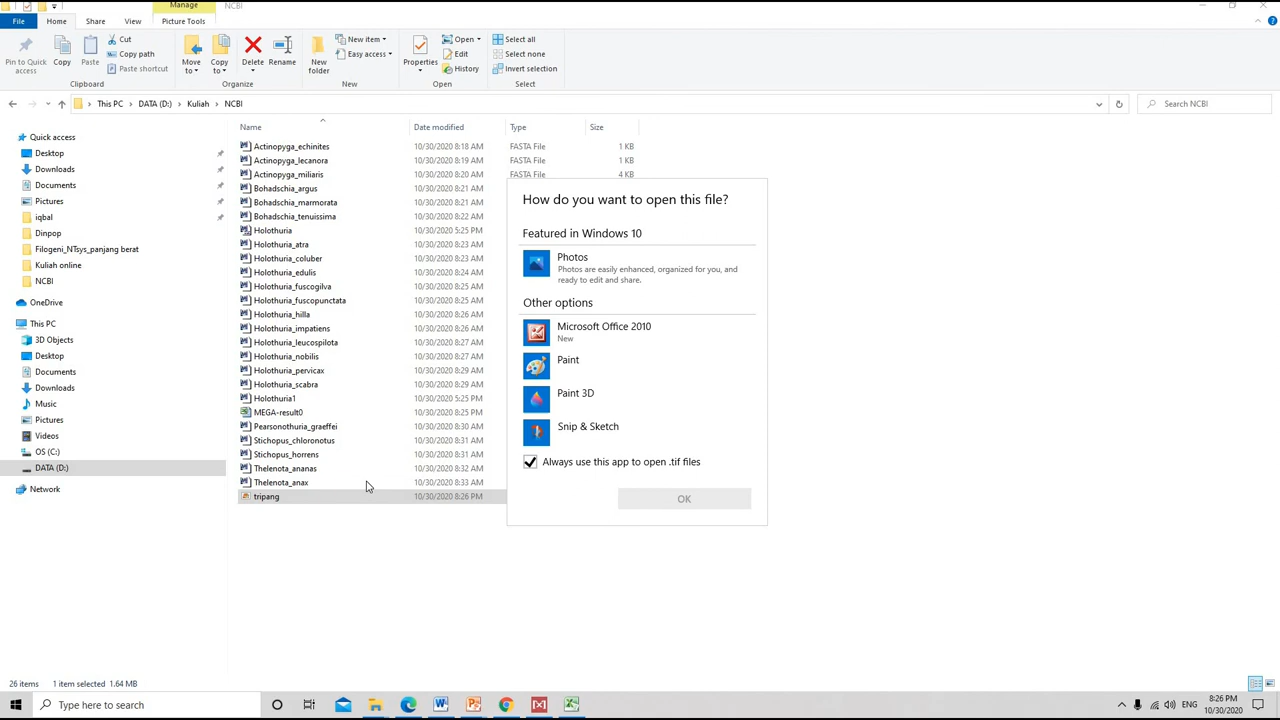 Manage
NCBI
File
Home
Share
View
Picture Tools
Pin to Quick access
Copy
Paste
Cut
Copy path
Paste shortcut
Clipboard
Move to
Copy to
Delete
Rename
Organize
New folder
New item
Easy access
New
Properties
Open
Edit
History
Open
Select all
Select none
Invert selection
Select
This PC
DATA (D:)
Kuliah
NCBI
Search NCBI
Quick access
Desktop
Downloads
Documents
Pictures
iqbal
Dinpop
Filogeni_NTsys_panjang berat
Kuliah online
NCBI
OneDrive
This PC
3D Objects
Desktop
Documents
Downloads
Music
Pictures
Videos
OS (C:)
DATA (D:)
Network
Name Date modified Type Size
Actinopyga_echinites 10/30/2020 8:18 AM FASTA File 1 KB
Actinopyga_lecanora 10/30/2020 8:19 AM FASTA File 1 KB
Actinopyga_miliaris 10/30/2020 8:20 AM FASTA File 4 KB
Bohadschia_argus 10/30/2020 8:21 AM
Bohadschia_marmorata 10/30/2020 8:21 AM
Bohadschia_tenuissima 10/30/2020 8:22 AM
Holothuria 10/30/2020 5:25 PM
Holothuria_atra 10/30/2020 8:23 AM
Holothuria_coluber 10/30/2020 8:23 AM
Holothuria_edulis 10/30/2020 8:24 AM
Holothuria_fuscogilva 10/30/2020 8:25 AM
Holothuria_fuscopunctata 10/30/2020 8:25 AM
Holothuria_hilla 10/30/2020 8:26 AM
Holothuria_impatiens 10/30/2020 8:26 AM
Holothuria_leucospilota 10/30/2020 8:27 AM
Holothuria_nobilis 10/30/2020 8:27 AM
Holothuria_pervicax 10/30/2020 8:29 AM
Holothuria_scabra 10/30/2020 8:29 AM
Holothuria1 10/30/2020 5:25 PM
MEGA-result0 10/30/2020 8:25 PM
Pearsonothuria_graeffei 10/30/2020 8:30 AM
Stichopus_chloronotus 10/30/2020 8:31 AM
Stichopus_horrens 10/30/2020 8:31 AM
Thelenota_ananas 10/30/2020 8:32 AM
Thelenota_anax 10/30/2020 8:33 AM
tripang 10/30/2020 8:26 PM
How do you want to open this file?
Featured in Windows 10
Photos
Photos are easily enhanced, organized for you, and
ready to edit and share.
Other options
Microsoft Office 2010
New
Paint
Paint 3D
Snip & Sketch
Always use this app to open .tif files
OK
26 items 1 item selected 1.64 MB
Type here to search
ENG
8:26 PM
10/30/2020